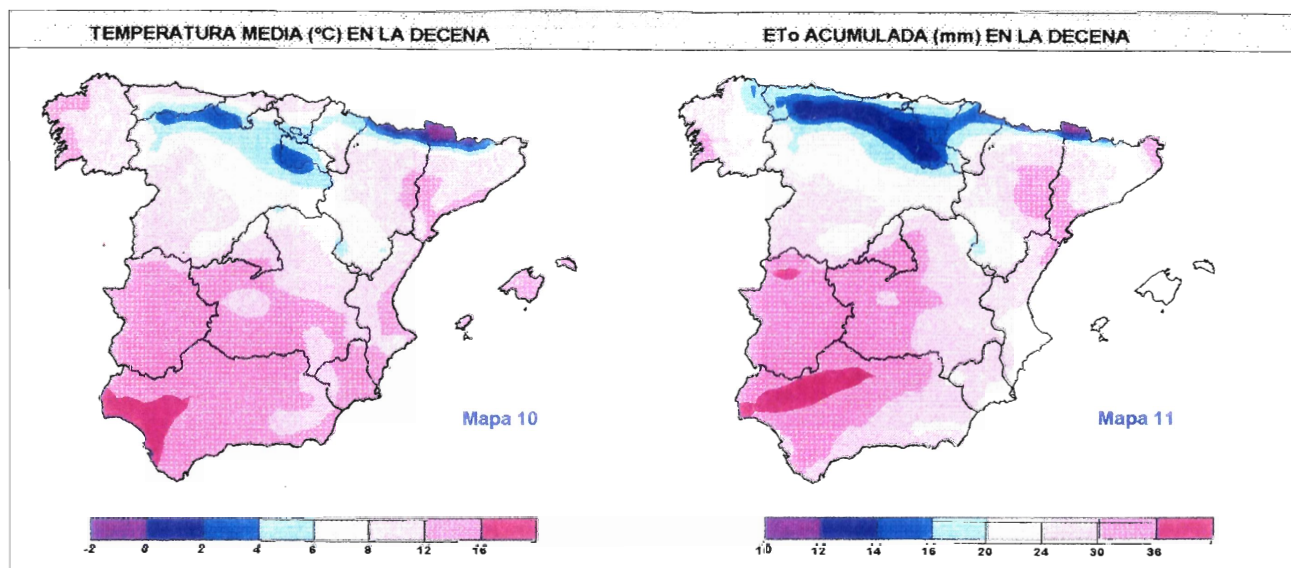 TEMPERATURA MEDIA (ºC) EN LA DECENA
ETo ACUMULADA (mm) EN LA DECENA
Mapa 10
Mapa 11
-2 0 2 4 6 8 12 16
10 12 14 16 20 24 30 36